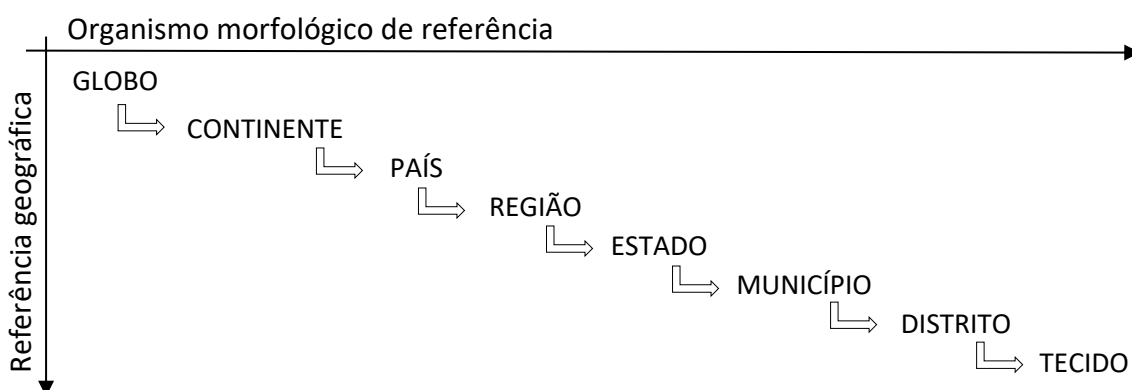 Organismo morfológico de referência
Referência geográfica
GLOBO
CONTINENTE
PAÍS
REGIÃO
ESTADO
MUNICÍPIO
DISTRITO
TECIDO